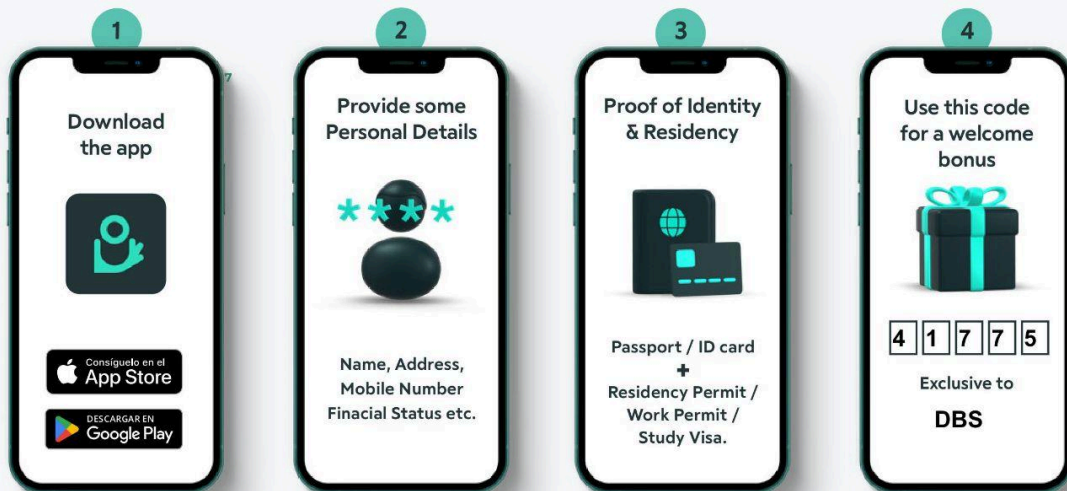 1
Download
the app
Consíguelo en el
App Store
DESCARGAR EN
Google Play
7
2
Provide some
Personal Details
****
Name, Address,
Mobile Number
Finacial Status etc.
3
Proof of Identity
& Residency
Passport / ID card
+
Residency Permit /
Work Permit /
Study Visa.
4
Use this code
for a welcome
bonus
4 1 7 7 5
Exclusive to
DBS